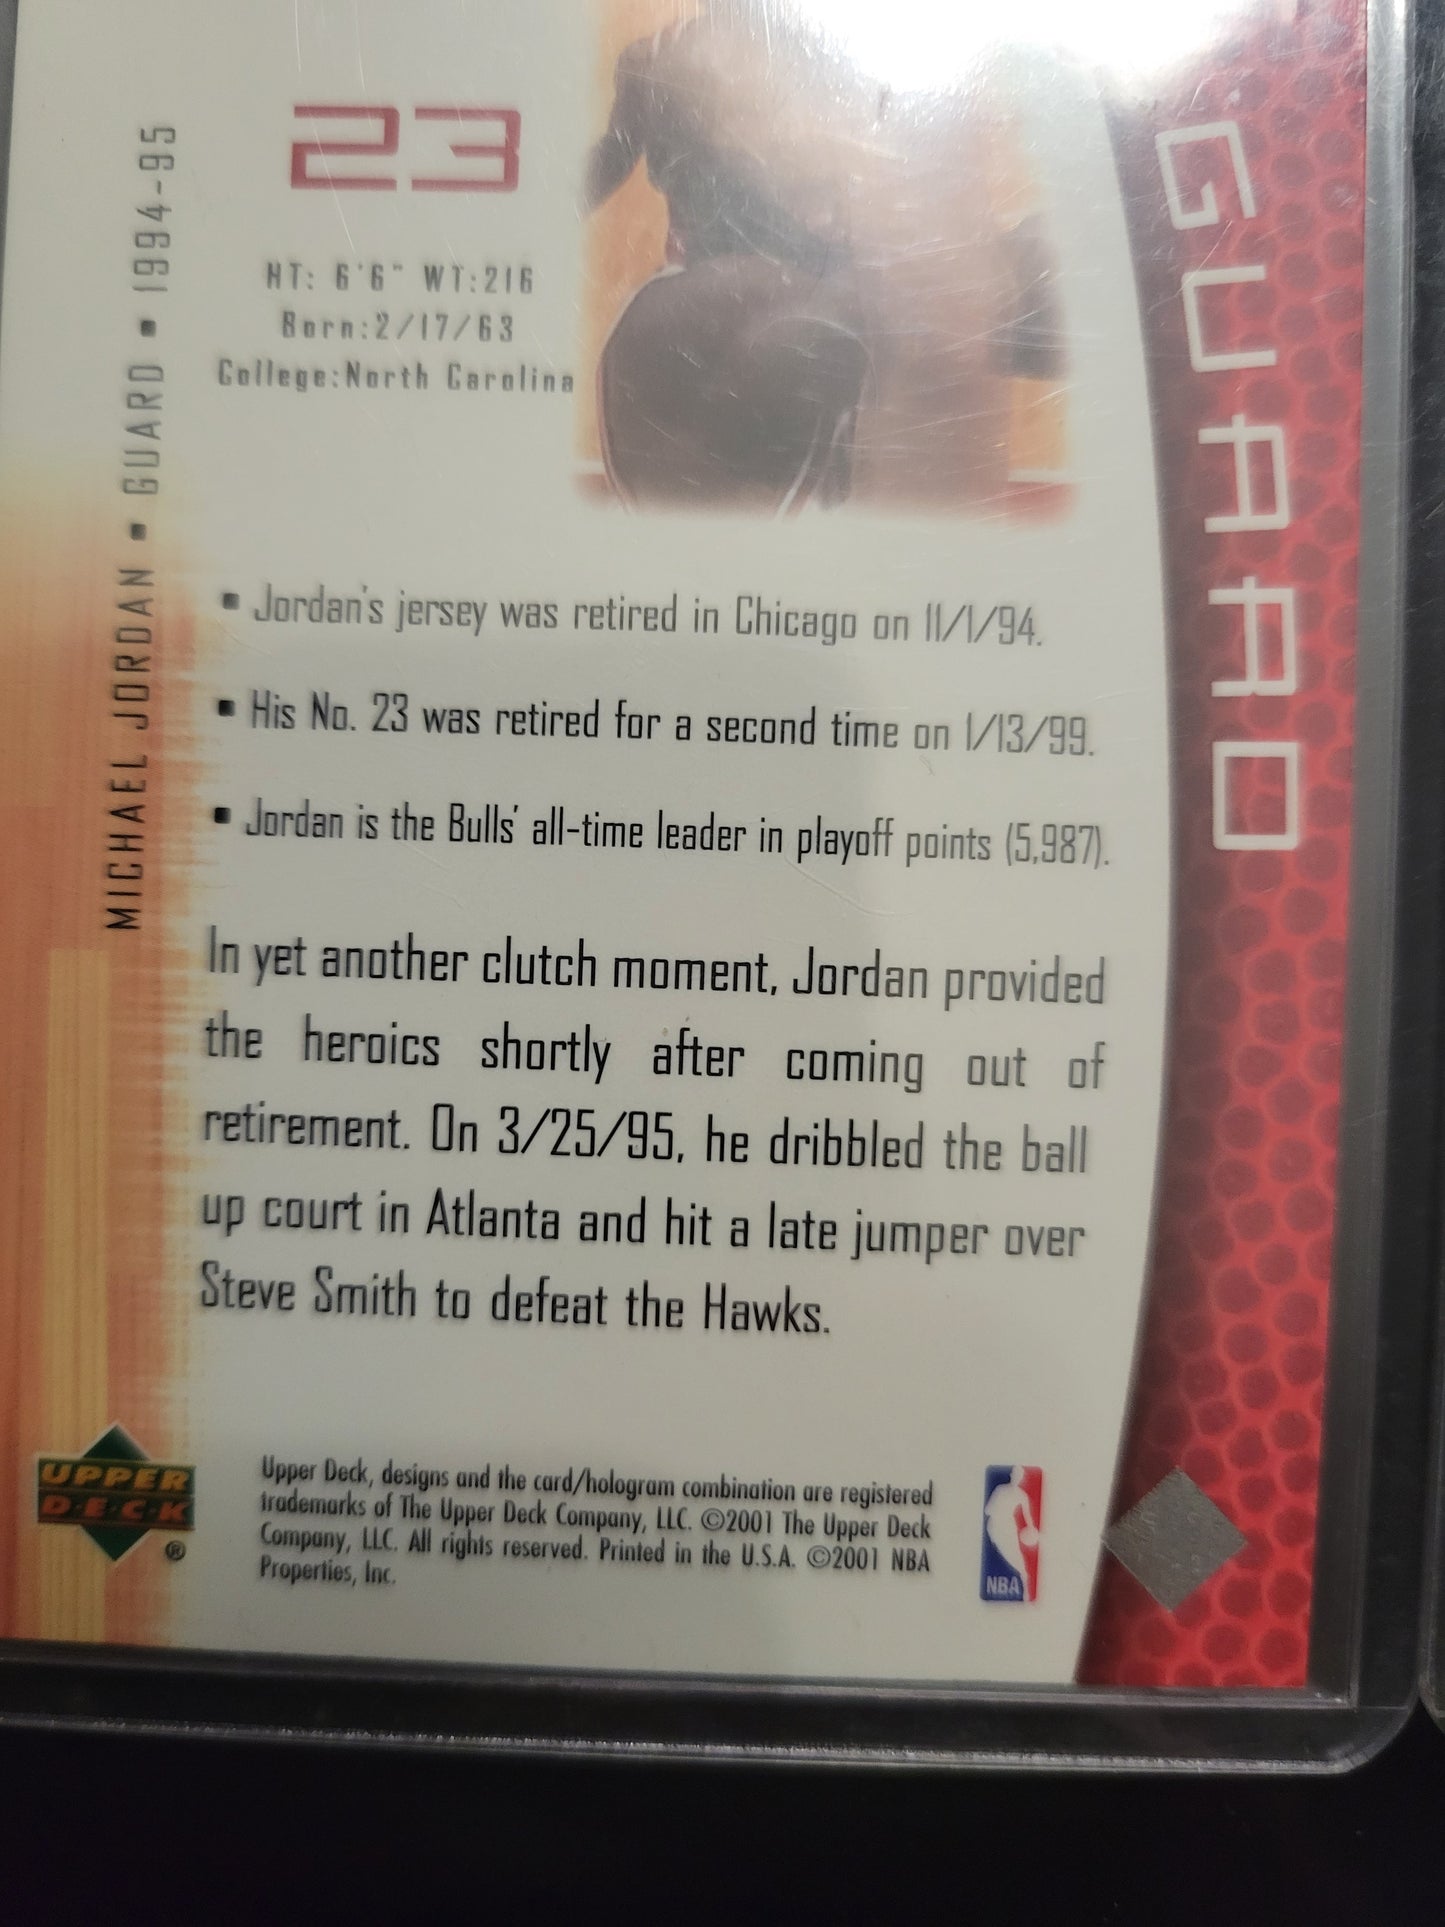 23
HT: 6'6" WT:216
Born:2/17/63
College:North Carolina
MICHAEL JORDAN ▪ GUARD ▪ 1994-95
GUARD
▪ Jordan's jersey was retired in Chicago on 11/1/94.
▪ His No. 23 was retired for a second time on 1/13/99.
▪ Jordan is the Bulls' all-time leader in playoff points (5,987).
In yet another clutch moment, Jordan provided
the heroics shortly after coming out of
retirement. On 3/25/95, he dribbled the ball
up court in Atlanta and hit a late jumper over
Steve Smith to defeat the Hawks.
UPPER
D·E·C·K
®
Upper Deck, designs and the card/hologram combination are registered
trademarks of The Upper Deck Company, LLC. ©2001 The Upper Deck
Company, LLC. All rights reserved. Printed in the U.S.A. ©2001 NBA
Properties, Inc.
NBA